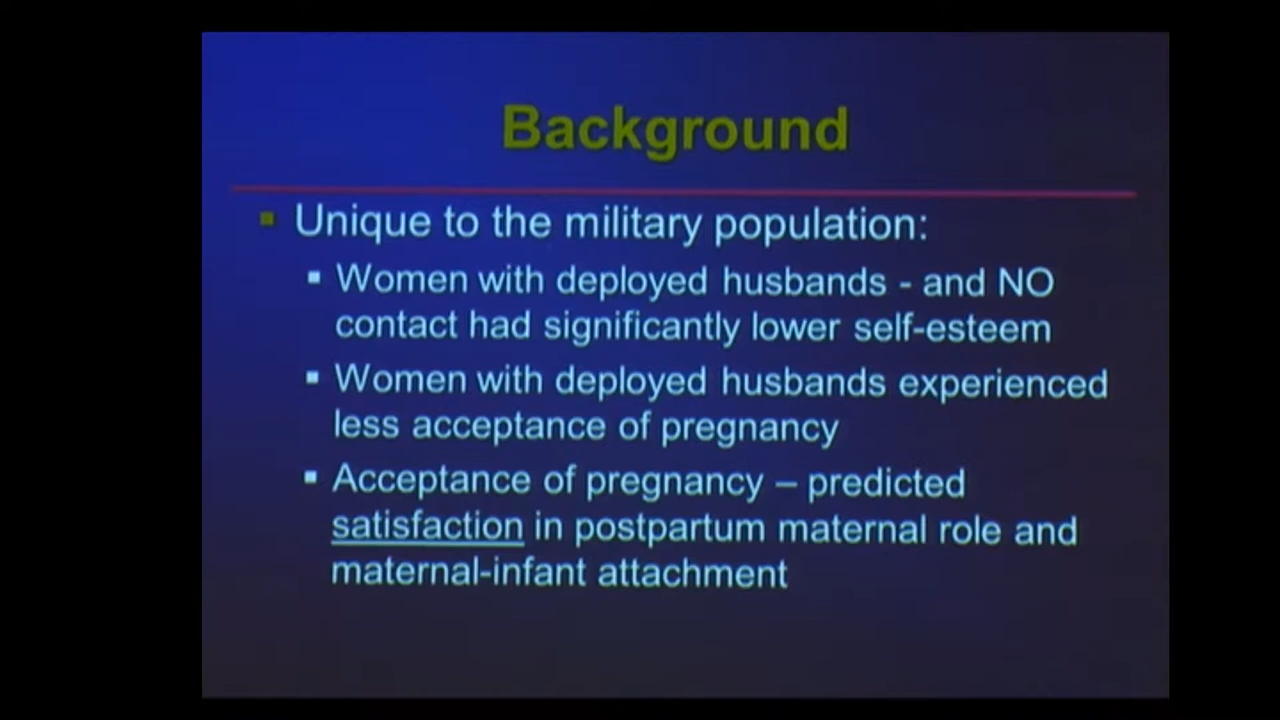 Background
Unique to the military population:
Women with deployed husbands - and NO
contact had significantly lower self-esteem
Women with deployed husbands experienced
less acceptance of pregnancy
Acceptance of pregnancy – predicted
satisfaction in postpartum maternal role and
maternal-infant attachment